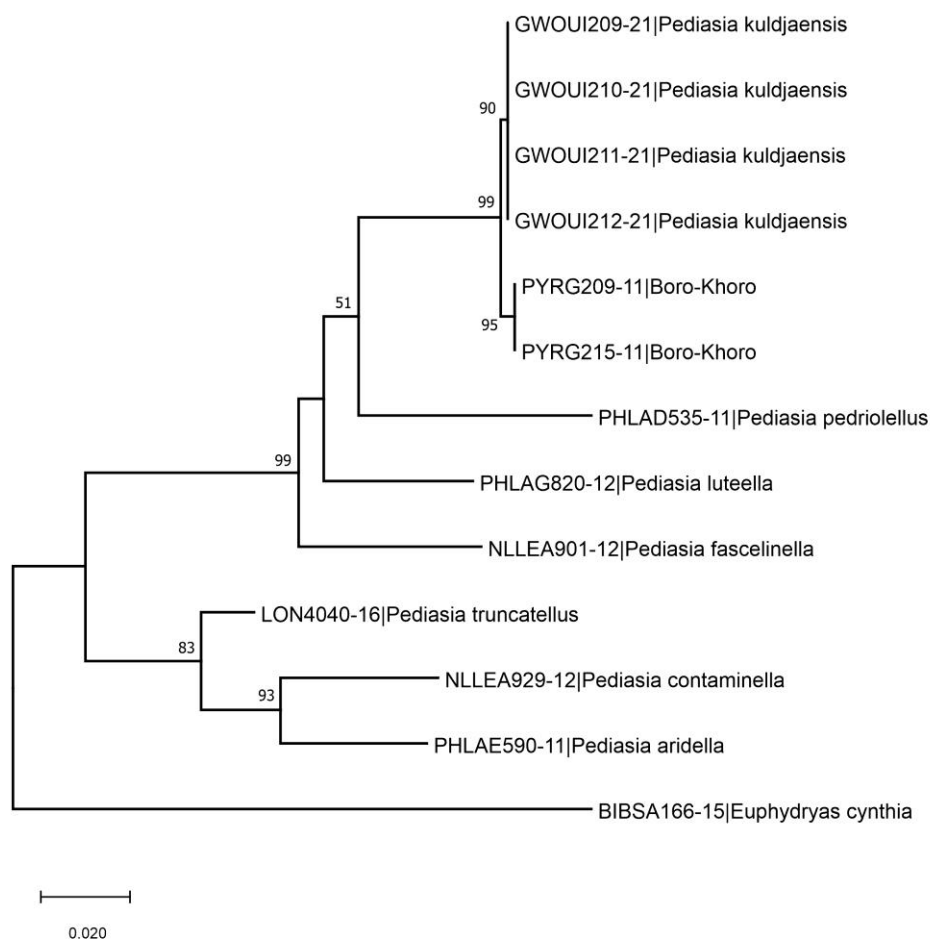 GWOUI209-21|Pediasia kuldjaensis
GWOUI210-21|Pediasia kuldjaensis
90
GWOUI211-21|Pediasia kuldjaensis
99
GWOUI212-21|Pediasia kuldjaensis
PYRG209-11|Boro-Khoro
51
95
PYRG215-11|Boro-Khoro
PHLAD535-11|Pediasia pedriolellus
99
PHLAG820-12|Pediasia luteella
NLLEA901-12|Pediasia fascelinella
LON4040-16|Pediasia truncatellus
83
NLLEA929-12|Pediasia contaminella
93
PHLAE590-11|Pediasia aridella
BIBSA166-15|Euphydryas cynthia
0.020